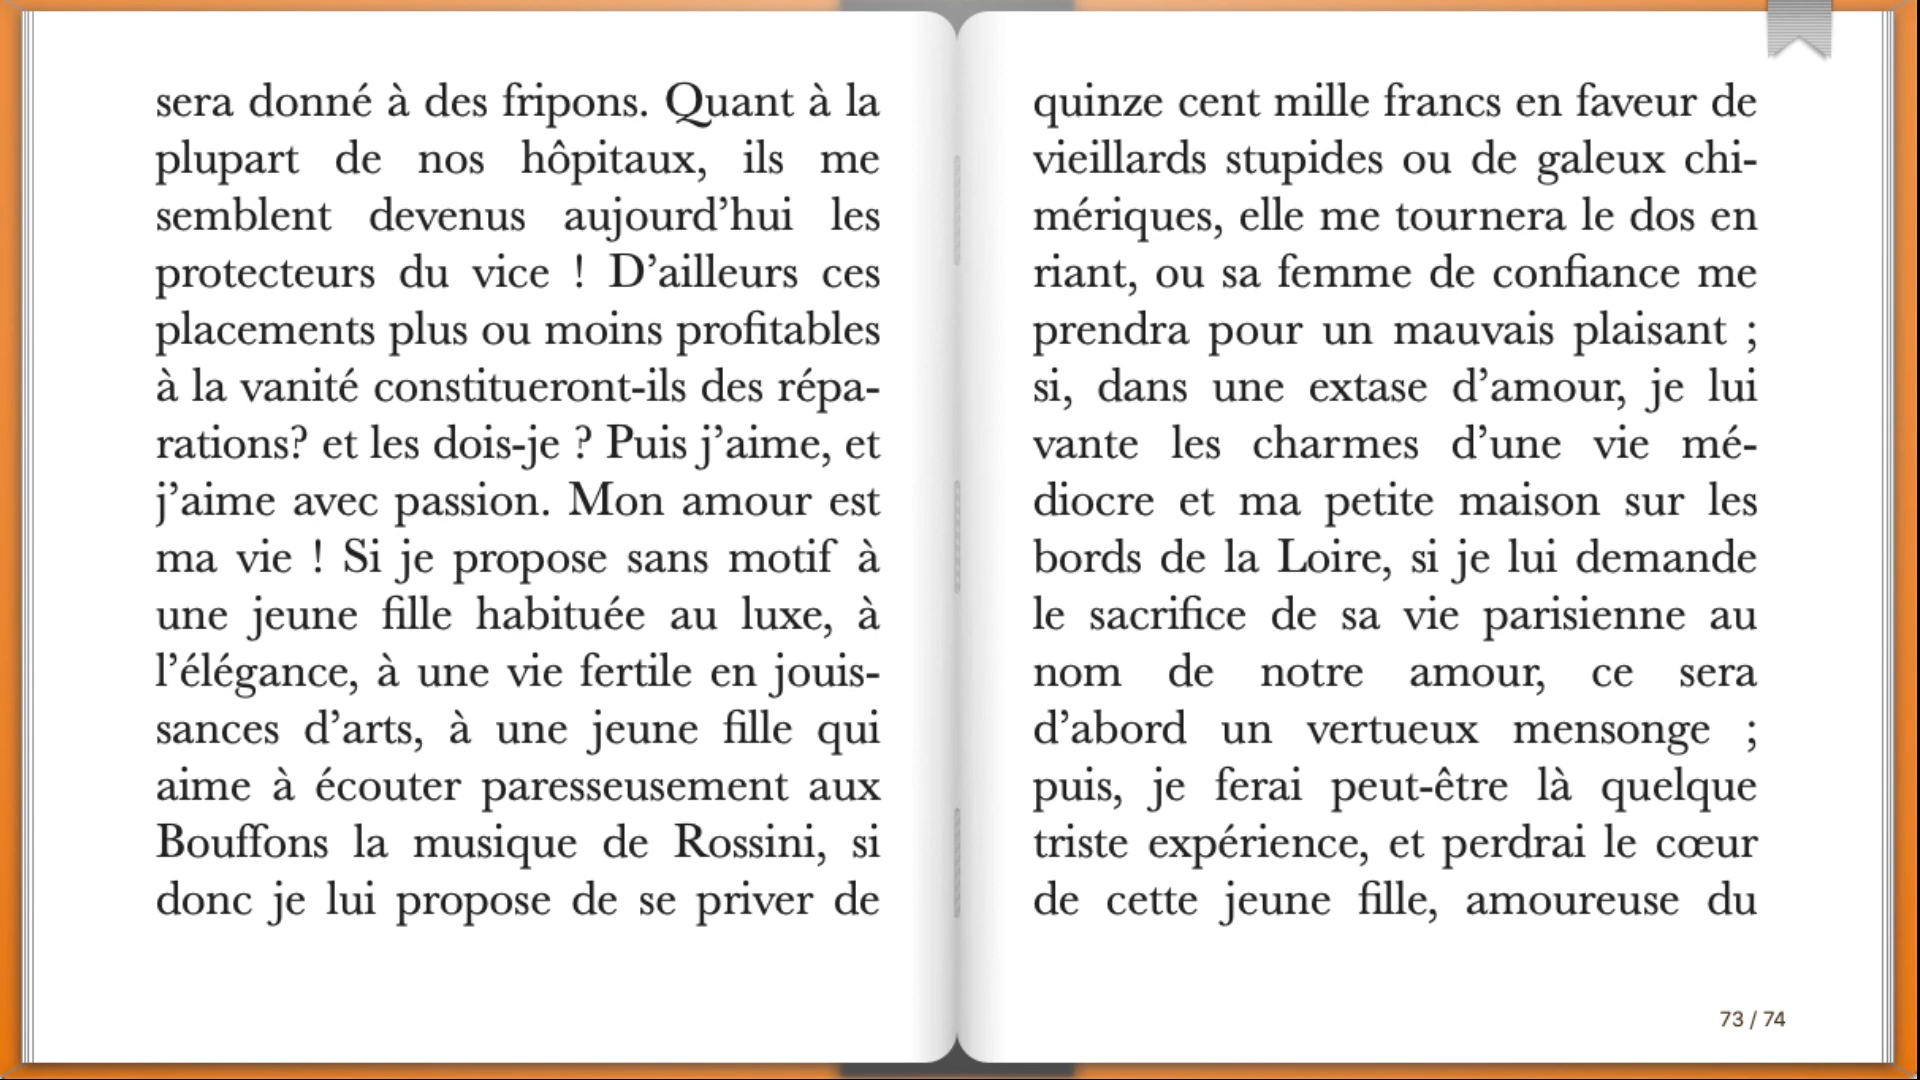 sera donné à des fripons. Quant à la
plupart de nos hôpitaux, ils me
semblent devenus aujourd’hui les
protecteurs du vice ! D’ailleurs ces
placements plus ou moins profitables
à la vanité constitueront-ils des répa-
rations? et les dois-je ? Puis j’aime, et
j’aime avec passion. Mon amour est
ma vie ! Si je propose sans motif à
une jeune fille habituée au luxe, à
l’élégance, à une vie fertile en jouis-
sances d’arts, à une jeune fille qui
aime à écouter paresseusement aux
Bouffons la musique de Rossini, si
donc je lui propose de se priver de
quinze cent mille francs en faveur de
vieillards stupides ou de galeux chi-
mériques, elle me tournera le dos en
riant, ou sa femme de confiance me
prendra pour un mauvais plaisant ;
si, dans une extase d’amour, je lui
vante les charmes d’une vie mé-
diocre et ma petite maison sur les
bords de la Loire, si je lui demande
le sacrifice de sa vie parisienne au
nom de notre amour, ce sera
d’abord un vertueux mensonge ;
puis, je ferai peut-être là quelque
triste expérience, et perdrai le cœur
de cette jeune fille, amoureuse du
73 / 74